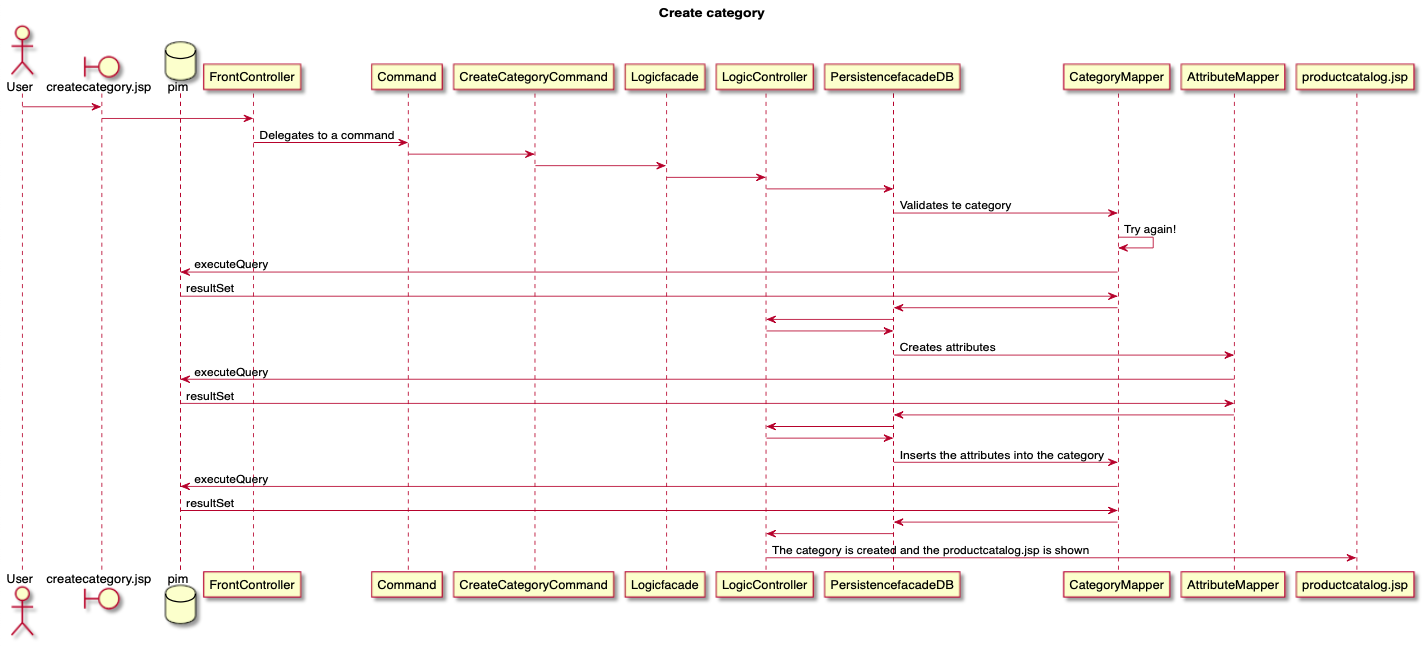 Create category
User
createcategory.jsp
pim
FrontController
Command
CreateCategoryCommand
Logicfacade
LogicController
PersistencefacadeDB
CategoryMapper
AttributeMapper
productcatalog.jsp
Delegates to a command
Validates te category
Try again!
executeQuery
resultSet
Creates attributes
executeQuery
resultSet
Inserts the attributes into the category
executeQuery
resultSet
The category is created and the productcatalog.jsp is shown
User
createcategory.jsp
pim
FrontController
Command
CreateCategoryCommand
Logicfacade
LogicController
PersistencefacadeDB
CategoryMapper
AttributeMapper
productcatalog.jsp